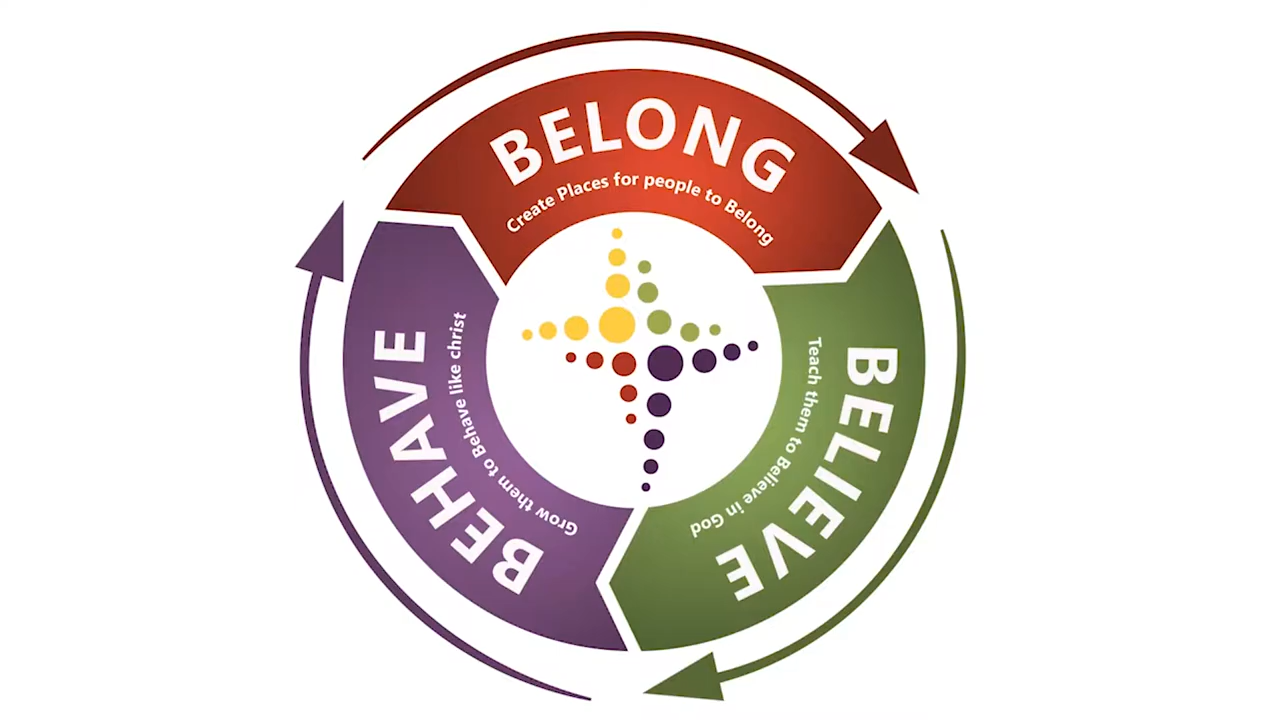 BELONG
Create Places for people to Belong
BELIEVE
Teach them to Believe in God
BEHAVE
Grow them to Behave like christ